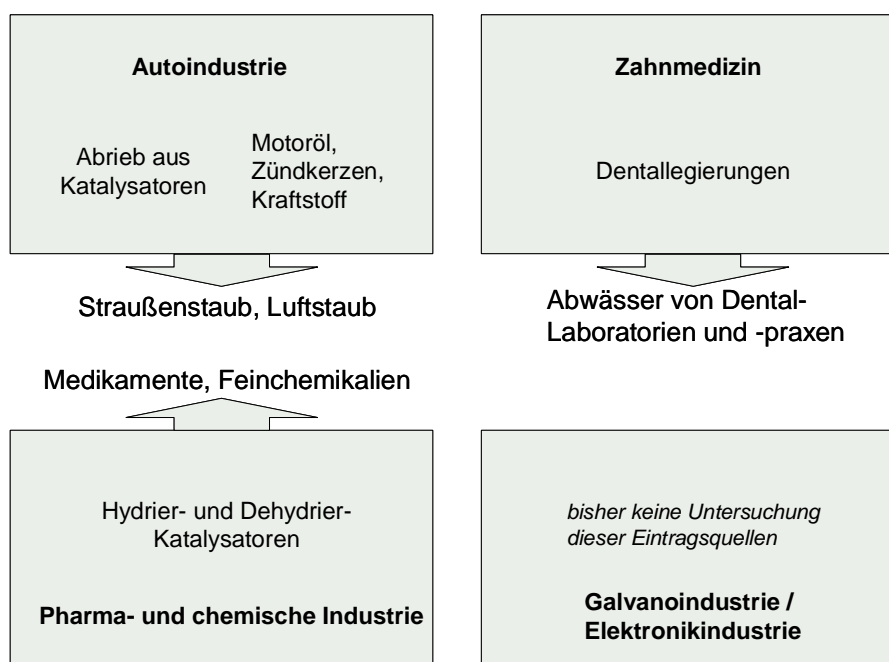 Autoindustrie
Abrieb aus
Katalysatoren
Motoröl,
Zündkerzen,
Kraftstoff
Straußenstaub, Luftstaub
Zahnmedizin
Dentallegierungen
Abwässer von Dental-
Laboratorien und -praxen
Medikamente, Feinchemikalien
Hydrier- und Dehydrier-
Katalysatoren
Pharma- und chemische Industrie
bisher keine Untersuchung
dieser Eintragsquellen
Galvanoindustrie /
Elektronikindustrie